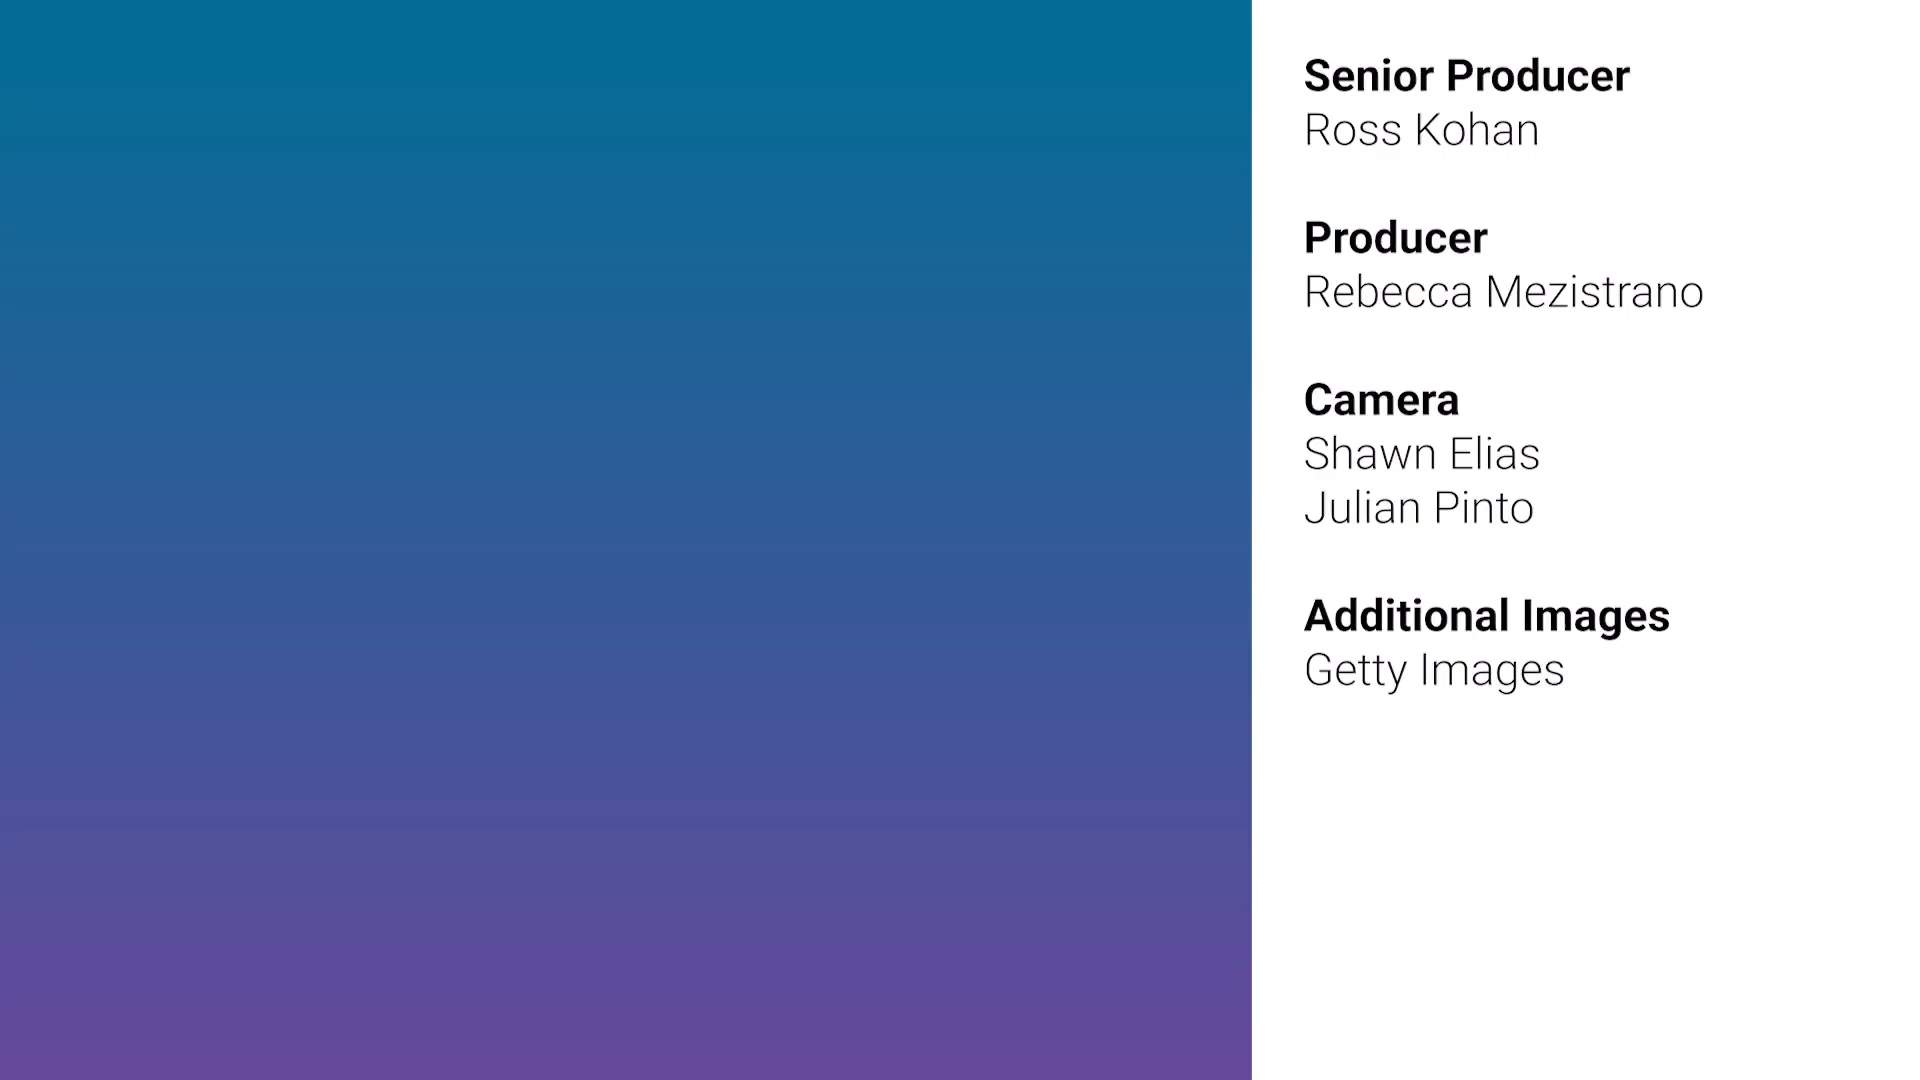 Senior Producer
Ross Kohan
Producer
Rebecca Mezistrano
Camera
Shawn Elias
Julian Pinto
Additional Images
Getty Images